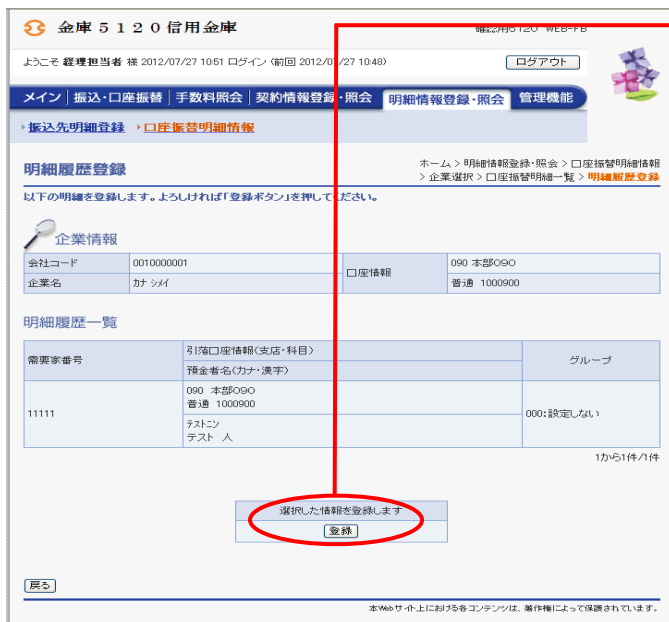 金庫5120信用金庫
確認用5120 WEB-FB
ようこそ 経理担当者 様 2012/07/27 10:51 ログイン (前回 2012/07/27 10:48)
ログアウト
メイン 振込・口座振替 手数料照会 契約情報登録・照会 明細情報登録・照会 管理機能
振込先明細登録 口座振替明細情報
明細履歴登録
ホーム > 明細情報登録・照会 > 口座振替明細情報
> 企業選択 > 口座振替明細一覧 > 明細履歴登録
以下の明細を登録します。よろしければ「登録ボタン」を押してください。
企業情報
会社コード 0010000001 口座情報 090 本部090
企業名 カナ シメイ 普通 1000900
明細履歴一覧
需要家番号 引落口座情報(支店・科目) グループ
預金者名(カナ・漢字)
090 本部090
普通 1000900
11111 000:設定しない
テストニン
テスト 人
1から1件/1件
選択した情報を登録します
登録
戻る
本Webサイト上における各コンテンツは、著作権によって保護されています。